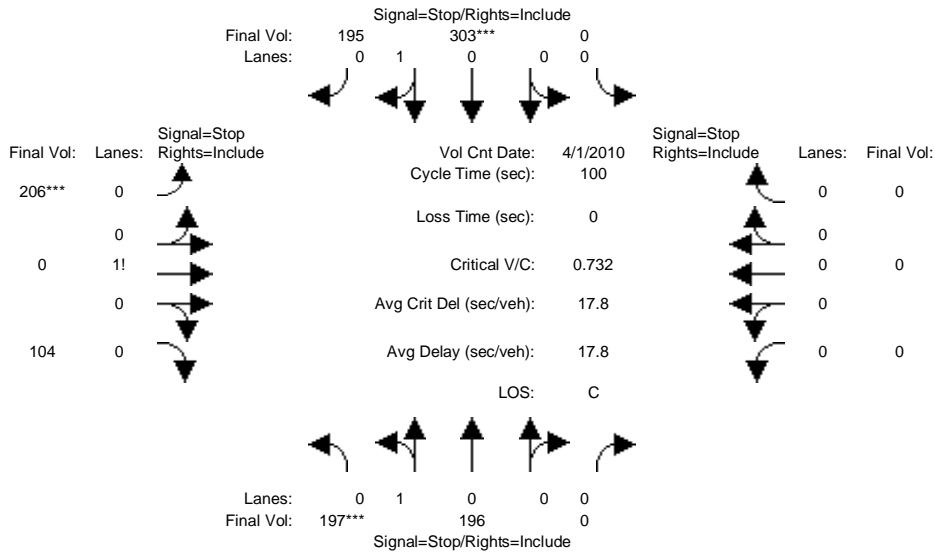 Signal=Stop/Rights=Include
Final Vol: 195 303*** 0
Lanes: 0 1 0 0 0
Signal=Stop
Final Vol: Lanes: Rights=Include
Vol Cnt Date: 4/1/2010
Signal=Stop
Rights=Include Lanes: Final Vol:
Cycle Time (sec): 100
206*** 0 0 0
Loss Time (sec): 0
0 0
0 1! Critical V/C: 0.732 0 0
0 Avg Crit Del (sec/veh): 17.8 0
104 0 Avg Delay (sec/veh): 17.8 0 0
LOS: C
Lanes: 0 1 0 0 0
Final Vol: 197*** 196 0
Signal=Stop/Rights=Include